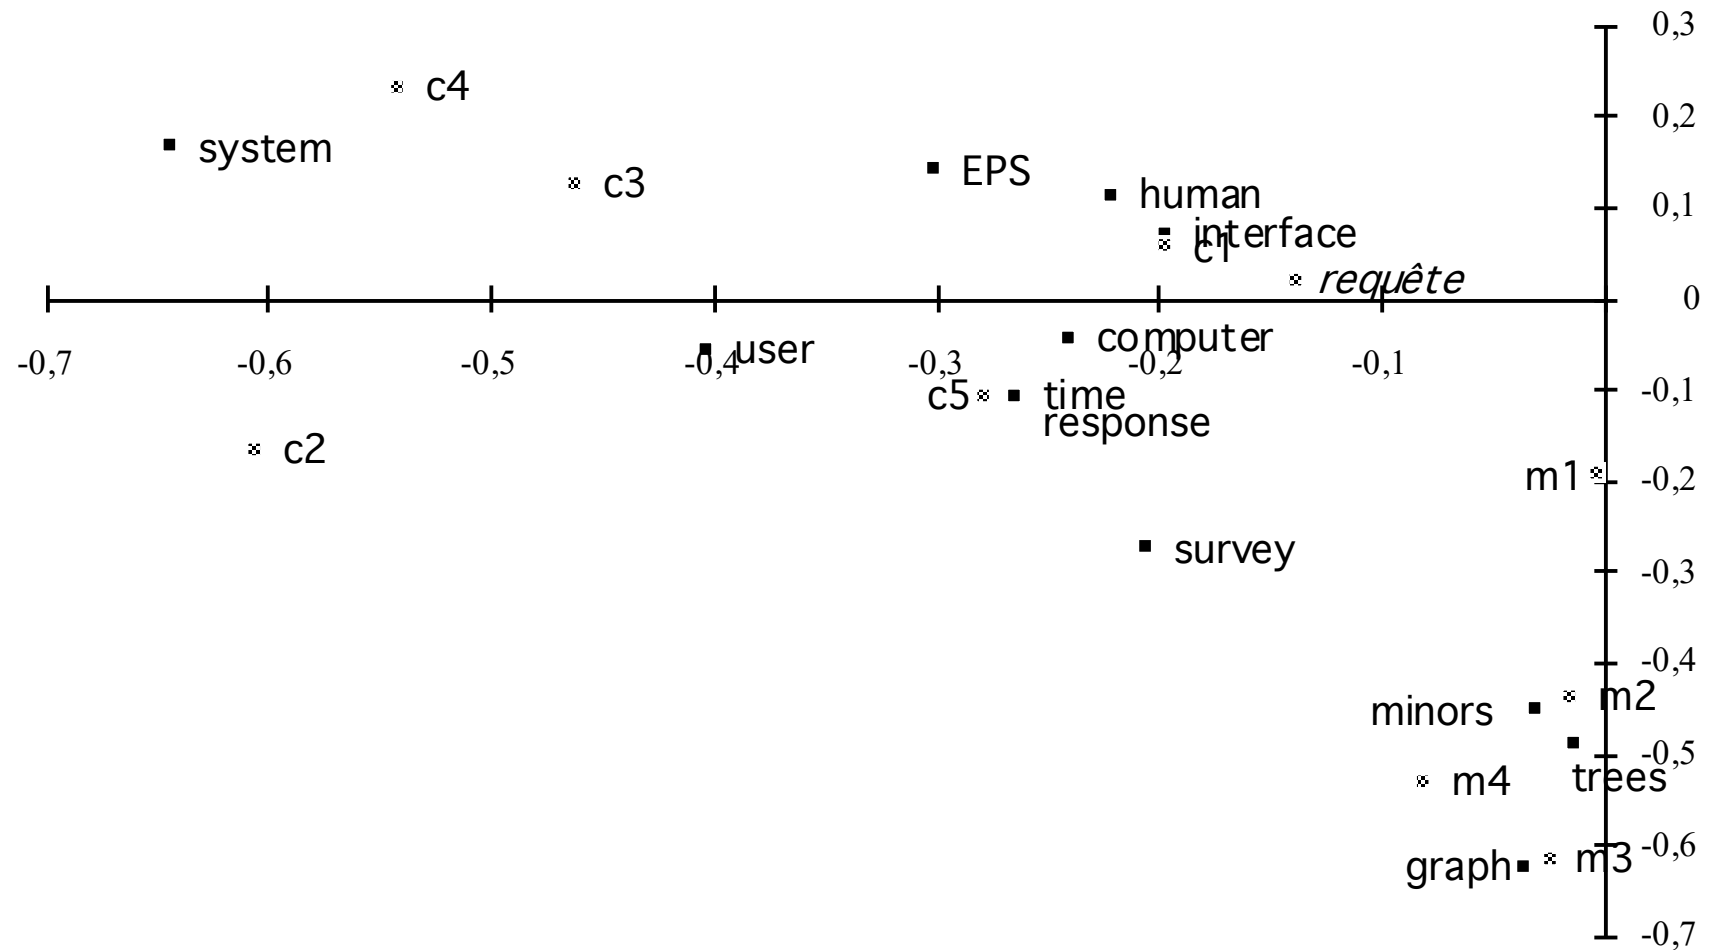 0,3
c4
0,2
system
EPS
c3
human
0,1
interface
c1
requête
0
computer
user
-0,7
-0,6
-0,5
-0,4
-0,3
-0,2
-0,1
c5
time
-0,1
response
c2
m1
-0,2
survey
-0,3
-0,4
m2
minors
-0,5
trees
m4
-0,6
m3
graph
-0,7